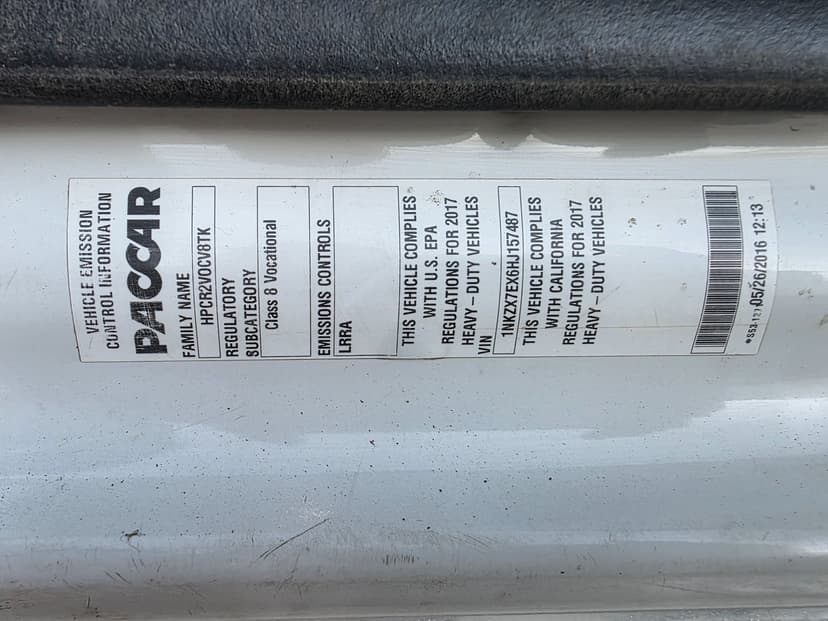 VEHICLE EMISSION
CONTROL INFORMATION
PACCAR
FAMILY NAME
HPCR2VOCV8TK
REGULATORY
SUBCATEGORY
Class 8 Vocational
EMISSIONS CONTROLS
LRRA
THIS VEHICLE COMPLIES
WITH U.S. EPA
REGULATIONS FOR 2017
HEAVY – DUTY VEHICLES
VIN
1NKZX7EX6HJ157487
THIS VEHICLE COMPLIES
WITH CALIFORNIA
REGULATIONS FOR 2017
HEAVY – DUTY VEHICLES
05/26/2016 12:13